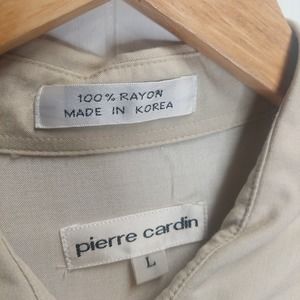 100% RAYON
MADE IN KOREA
pierre cardin
L